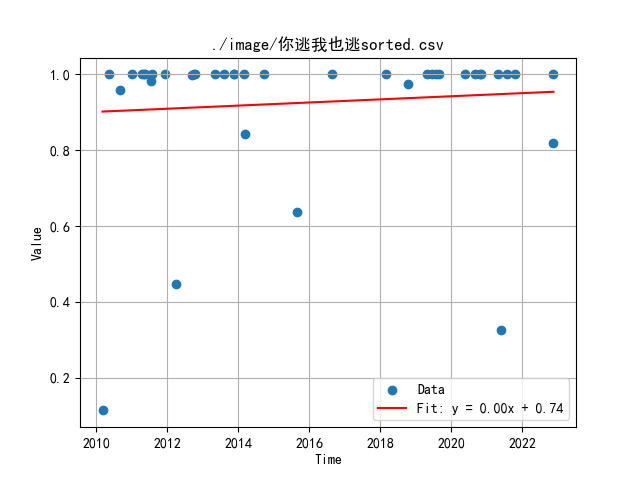 ./image/你逃我也逃sorted.csv
1.0
0.8
0.6
0.4
0.2
Value
2010 2012 2014 2016 2018 2020 2022
Time
Data
Fit: y = 0.00x + 0.74